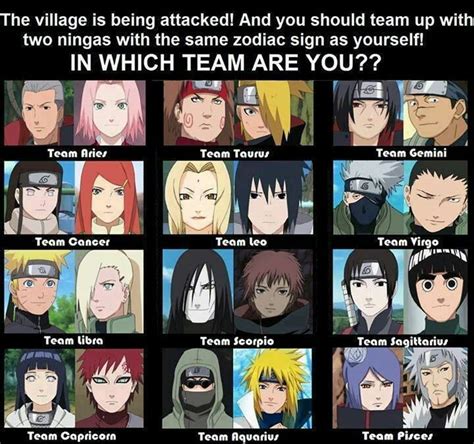 The village is being attacked! And you should team up with
two ningas with the same zodiac sign as yourself!
IN WHICH TEAM ARE YOU??
Team Aries
Team Taurus
Team Gemini
Team Cancer
Team Leo
Team Virgo
Team Libra
Team Scorpio
Team Sagittarius
Team Capricorn
Team Aquarius
Team Pisces